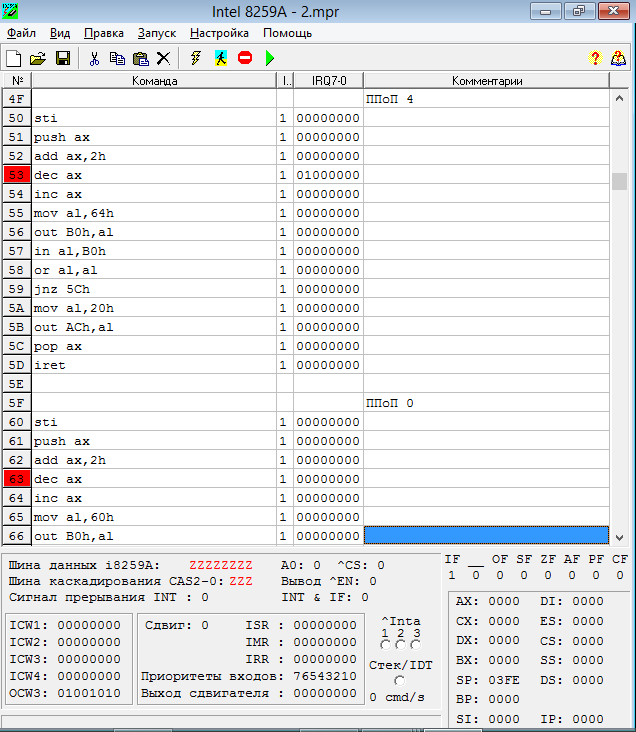 Intel 8259A - 2.mpr
Файл Вид Правка Запуск Настройка Помощь
№ Команда I.. IRQ7-0 Комментарии
4F ППоП 4
50 sti 1 00000000
51 push ax 1 00000000
52 add ax,2h 1 00000000
53 dec ax 1 01000000
54 inc ax 1 00000000
55 mov al,64h 1 00000000
56 out B0h,al 1 00000000
57 in al,B0h 1 00000000
58 or al,al 1 00000000
59 jnz 5Ch 1 00000000
5A mov al,20h 1 00000000
5B out ACh,al 1 00000000
5C pop ax 1 00000000
5D iret 1 00000000
5E
5F ППоП 0
60 sti 1 00000000
61 push ax 1 00000000
62 add ax,2h 1 00000000
63 dec ax 1 00000000
64 inc ax 1 00000000
65 mov al,60h 1 00000000
66 out B0h,al 1 00000000
Шина данных i8259A: ZZZZZZZZ A0: 0 ^CS: 0
Шина каскадирования CAS2-0: ZZZ Вывод ^EN: 0
Сигнал прерывания INT : 0 INT & IF: 0
IF __ OF SF ZF AF PF CF
1 0 0 0 0 0 0 0
ICW1: 00000000
ICW2: 00000000
ICW3: 00000000
ICW4: 00000000
OCW3: 01001010
Сдвиг: 0 ISR : 00000000
IMR : 00000000
IRR : 00000000
Приоритеты входов: 76543210
Выход сдвигателя : 00000000
^Inta
1 2 3
Стек/IDT
0 cmd/s
AX: 0000 DI: 0000
CX: 0000 ES: 0000
DX: 0000 CS: 0000
BX: 0000 SS: 0000
SP: 03FE DS: 0000
BP: 0000
SI: 0000 IP: 0000